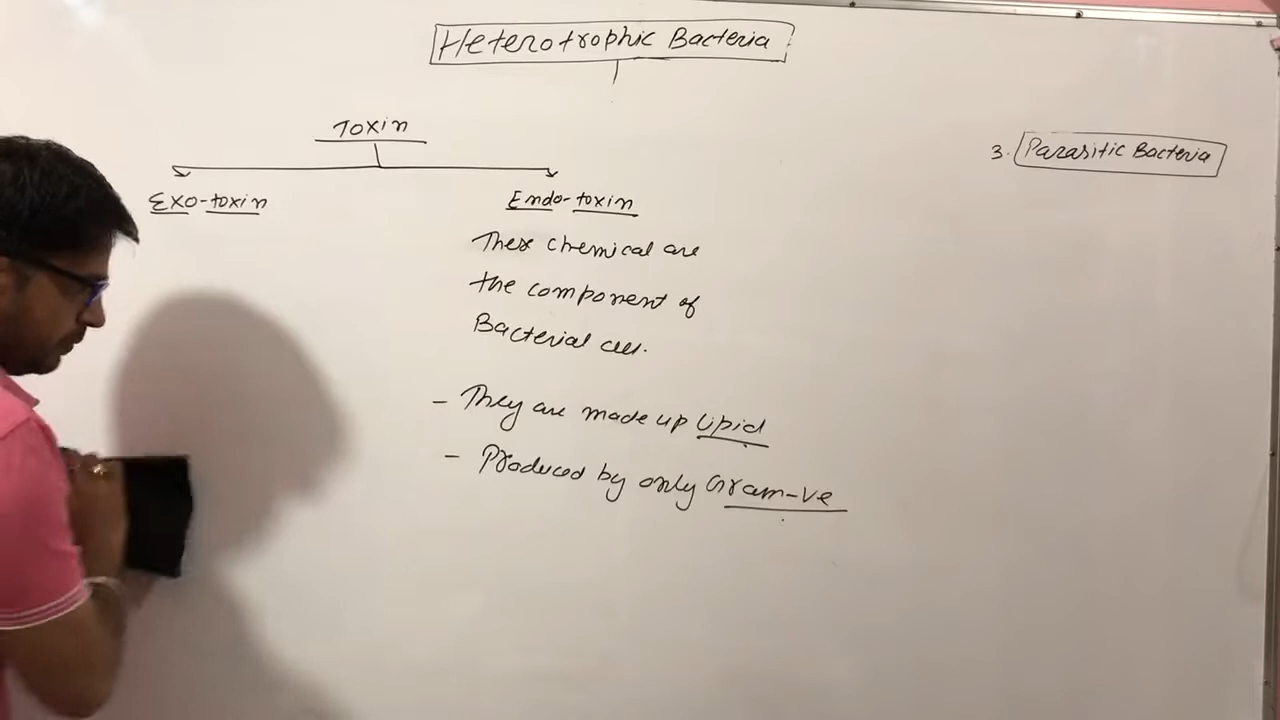 Heterotrophic Bacteria
Toxin
3. Parasitic Bacteria
Exo-toxin
Endo-toxin
These chemical are
the component of
Bacterial cell.
- They are made up lipid
- Produced by only Gram-ve